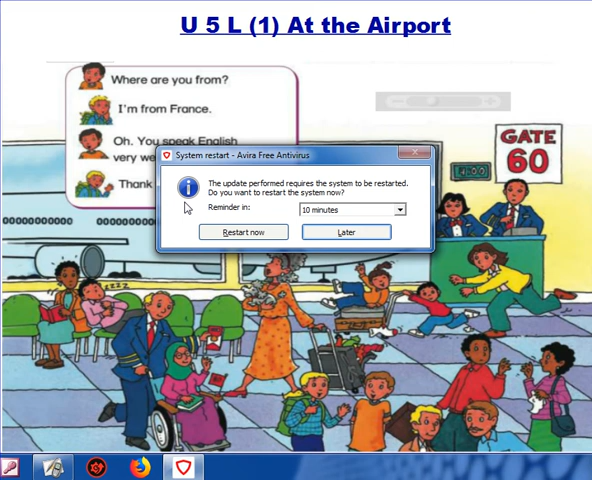 U 5 L (1) At the Airport
Where are you from?
I'm from France.
Oh. You speak English
very we
Thank
System restart - Avira Free Antivirus
The update performed requires the system to be restarted.
Do you want to restart the system now?
Reminder in:
10 minutes
Restart now
Later
GATE
60